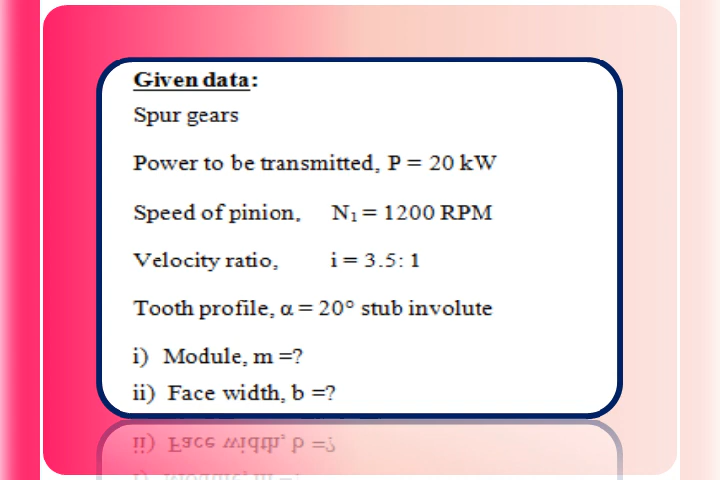 Given data:
Spur gears
Power to be transmitted, P = 20 kW
Speed of pinion, N₁ = 1200 RPM
Velocity ratio, i = 3.5: 1
Tooth profile, α = 20° stub involute
i) Module, m =?
ii) Face width, b =?